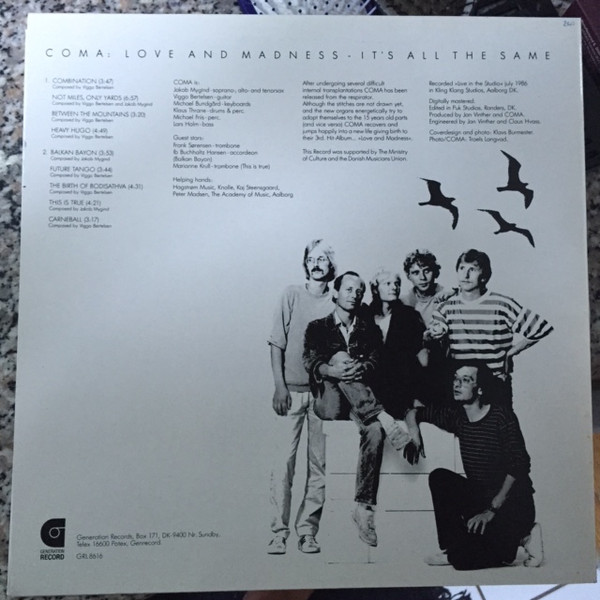 COMA: LOVE AND MADNESS - IT'S ALL THE SAME
1. COMBINATION (3:47)
Composed by Viggo Bertelsen
NOT MILES, ONLY YARDS (6:57)
Composed by Viggo Bertelsen and Jakob Mygind
BETWEEN THE MOUNTAINS (3:20)
Composed by Viggo Bertelsen
HEAVY HUGO (4:49)
Composed by Viggo Bertelsen
2. BALKAN BAYON (3:53)
Composed by Jakob Mygind
FUTURE TANGO (3:44)
Composed by Viggo Bertelsen
THE BIRTH OF BODISATHVA (4:31)
Composed by Viggo Bertelsen
THIS IS TRUE (4:21)
Composed by Jakob Mygind
CARNEBALL (3:17)
Composed by Viggo Bertelsen
COMA is:
Jakob Mygind - soprano-, alto- and tenorsax
Viggo Bertelsen - guitar
Michael Bundgård - keyboards
Klaus Thrane - drums & perc.
Michael Friis - perc.
Lars Holm - bass
Guest stars:
Frank Sørensen - trombone
Ib Buchholtz Hansen - accordeon
(Balkan Bayon)
Marianne Kroll - trombone (This is true)
Helping hands:
Hagstrøm Music, Knolle, Kaj Steensgaard,
Peter Madsen, The Academy of Music, Aalborg
After undergoing several difficult
internal transplantations COMA has been
released from the respirator.
Although the stitches are not drawn yet,
and the new organs energetically try to
adapt themselves to the 15 years old parts
(and vice versa) COMA recovers and
jumps happily into a new life giving birth to
their 3rd. Hit-Album... »Love and Madness«.
This Record was supported by The Ministry
of Culture and the Danish Musicians Union.
Recorded »live in the Studio« July 1986
in Kling Klang Studios, Aalborg DK.
Digitally mastered.
Edited in Puk Studios, Randers, DK.
Produced by Jan Winther and COMA.
Engineered by Jan Winther and Claus Hvass.
Coverdesign and photo: Klaus Burmester.
Photo/COMA: Troels Langvad.
GENERATION
RECORD
Generation Records, Box 171, DK-9400 Nr. Sundby.
Telex 16600 Fotex, Genrecord.
GRL 8616